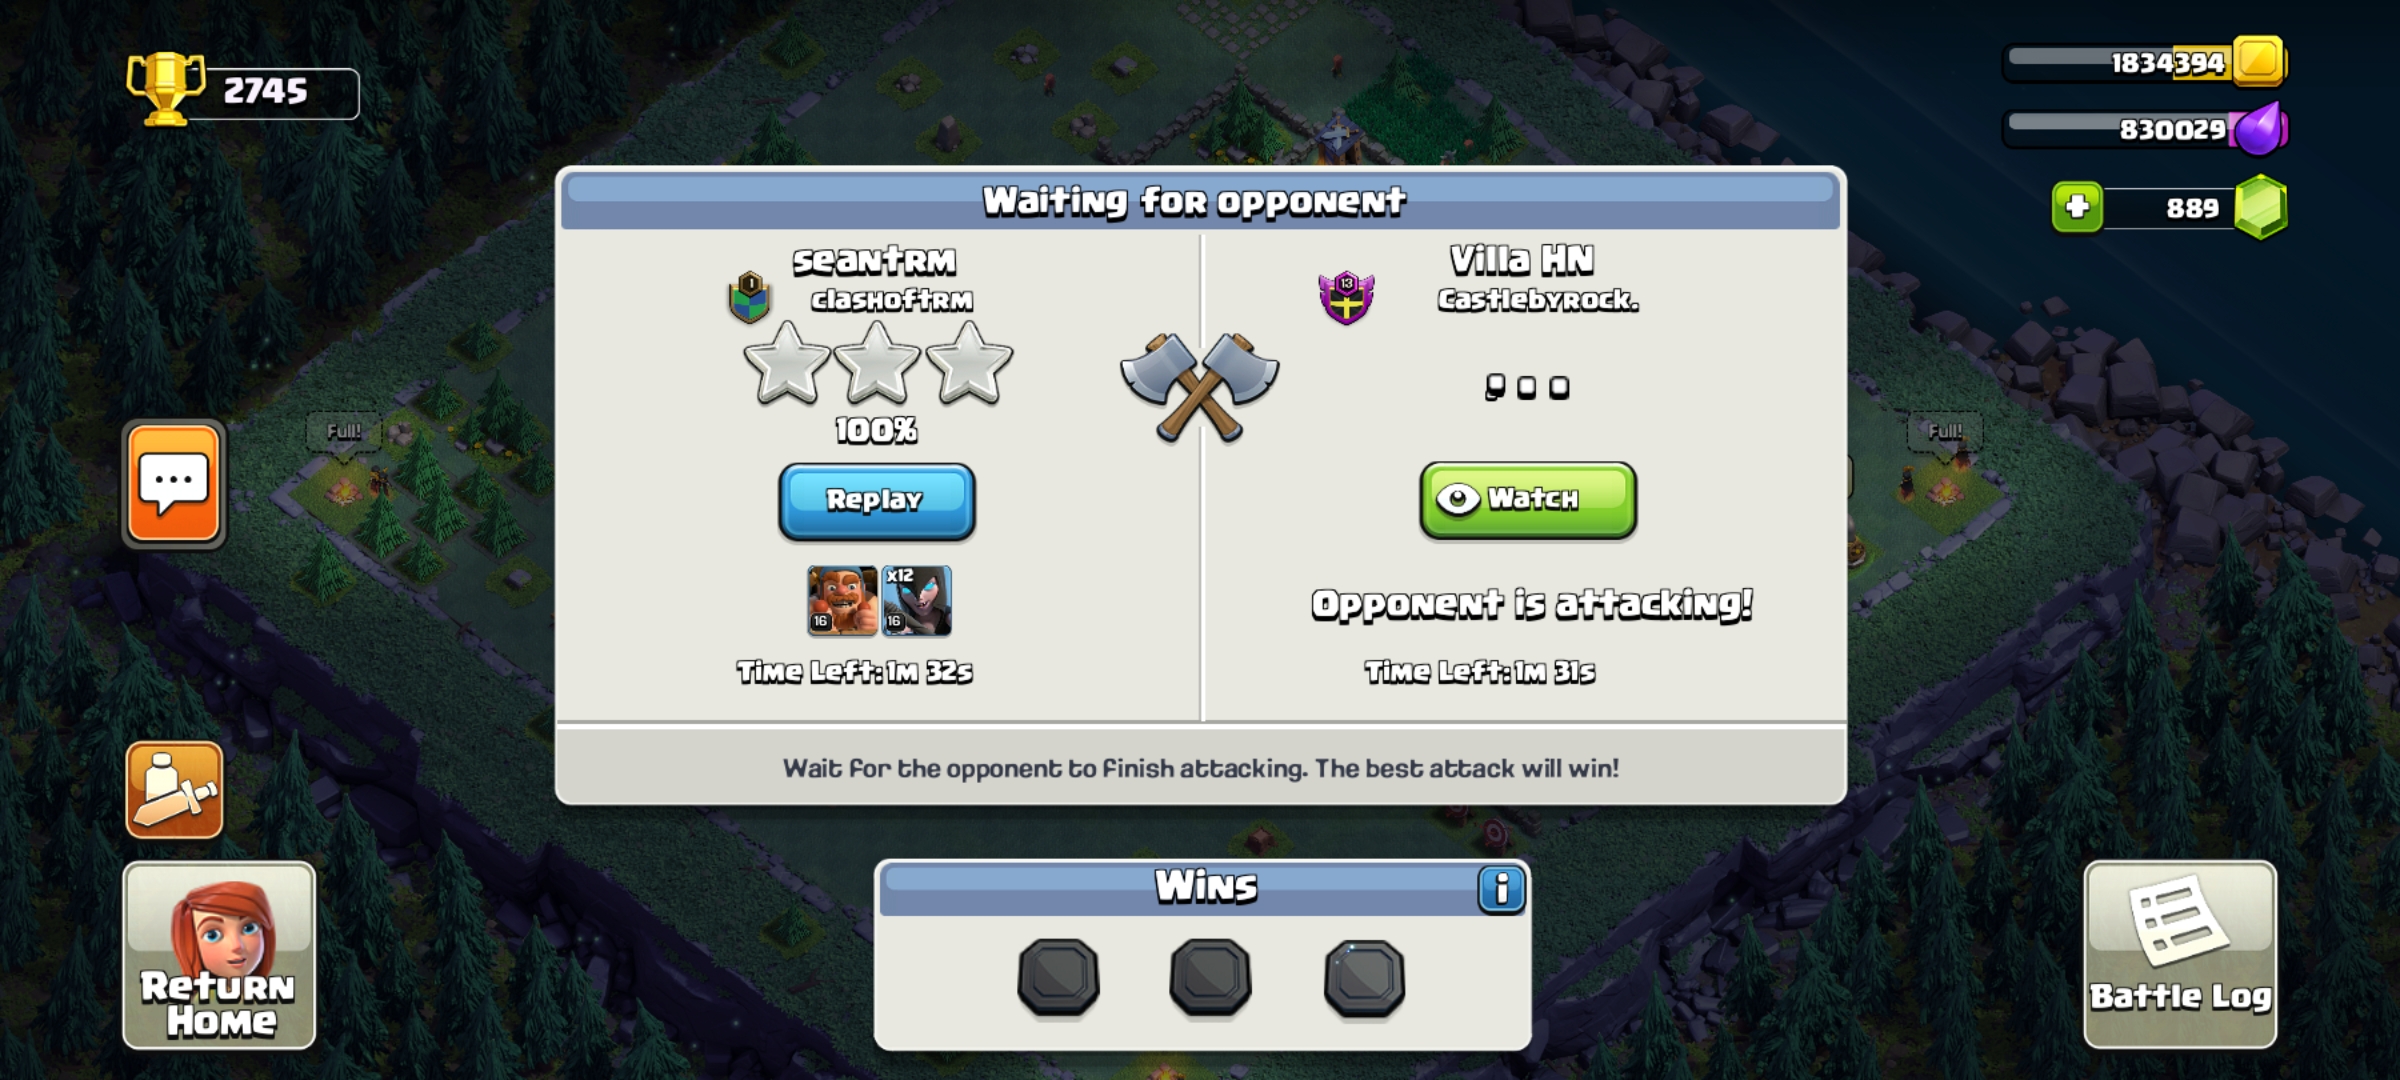 2745
1834394
830029
889
Waiting for opponent
seantrm
clashoftrm
1
100%
Replay
16
x12
16
Time Left:1m 32s
Villa HN
Castlebyrock.
13
Watch
Opponent is attacking!
Time Left:1m 31s
Wait for the opponent to finish attacking. The best attack will win!
Full!
Full!
Wins
i
Return
Home
Battle Log